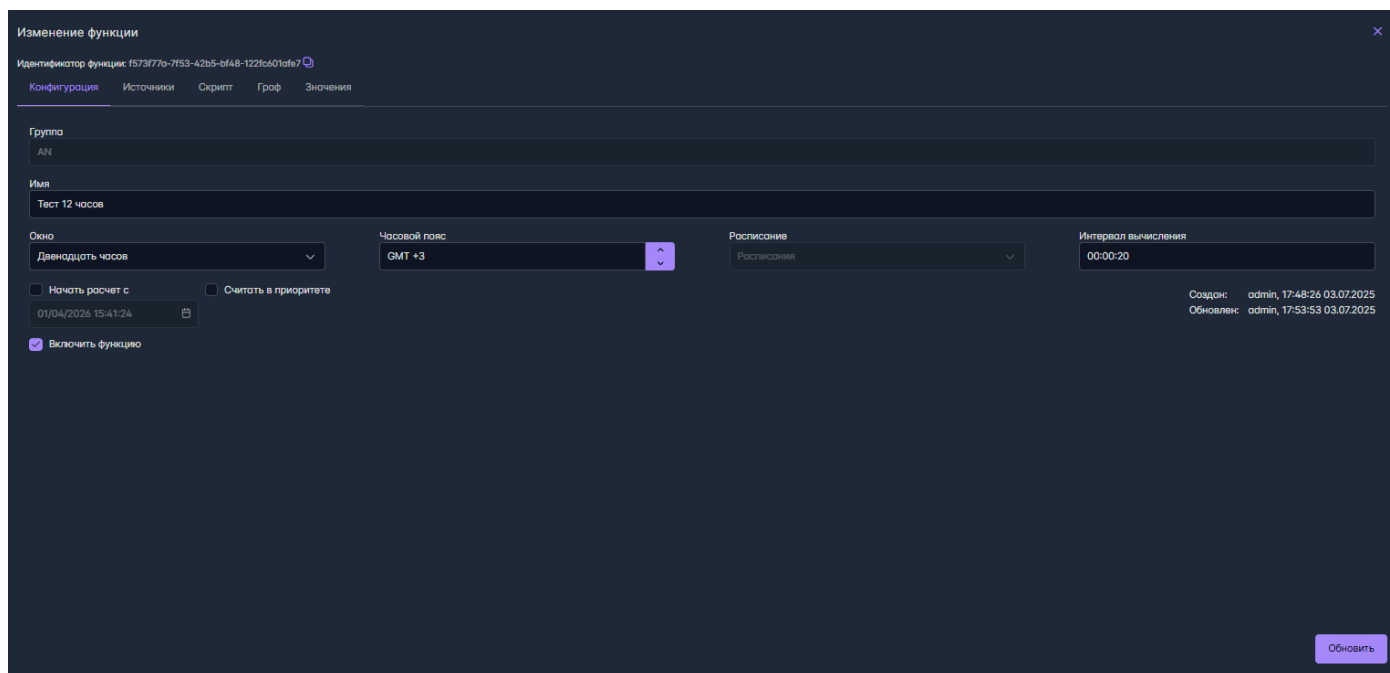 Изменение функции
Идентификатор функции: f573f77a-7f53-42b5-bf48-122fc601afe7
Конфигурация Источники Скрипт Граф Значения
Группа
AN
Имя
Тест 12 часов
Окно Часовой пояс Расписание Интервал вычисления
Двенадцать часов GMT +3 Расписания 00:00:20
Начать расчет с Считать в приоритете
Создан: admin, 17:48:26 03.07.2025
01/04/2026 15:41:24
Обновлен: admin, 17:53:53 03.07.2025
Включить функцию
Обновить